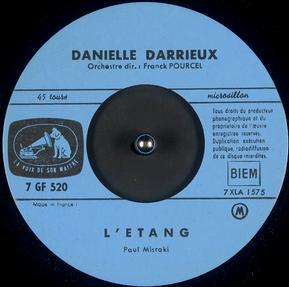 DANIELLE DARRIEUX
Orchestre dir. : Franck POURCEL
45 tours
microsillon
LA VOIX DE SON MAITRE
Tous droits du producteur
phonographique et du
propriétaire de l'œuvre
enregistrée réservés.
Duplication, exécution
publique, radiodiffusion
de ce disque interdites.
7 GF 520
BIEM
Made in France
7 XLA 1575
M
L'ETANG
Paul Misraki